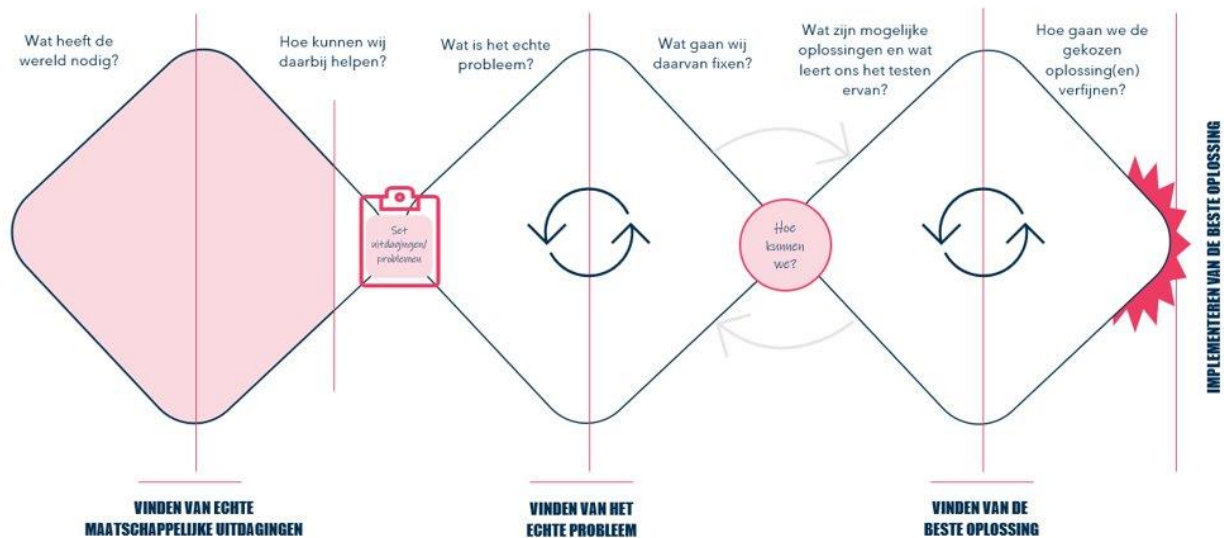 Wat heeft de
wereld nodig?
Hoe kunnen wij
daarbij helpen?
Wat is het echte
probleem?
Wat gaan wij
daarvan fixen?
Wat zijn mogelijke
oplossingen en wat
leert ons het testen
ervan?
Hoe gaan we de
gekozen
oplossing(en)
verfijnen?
Set
uitdagingen/
problemen
Hoe
kunnen
we?
IMPLEMENTEREN VAN DE BESTE OPLOSSING
VINDEN VAN ECHTE
MAATSCHAPPELIJKE UITDAGINGEN
VINDEN VAN HET
ECHTE PROBLEEM
VINDEN VAN DE
BESTE OPLOSSING